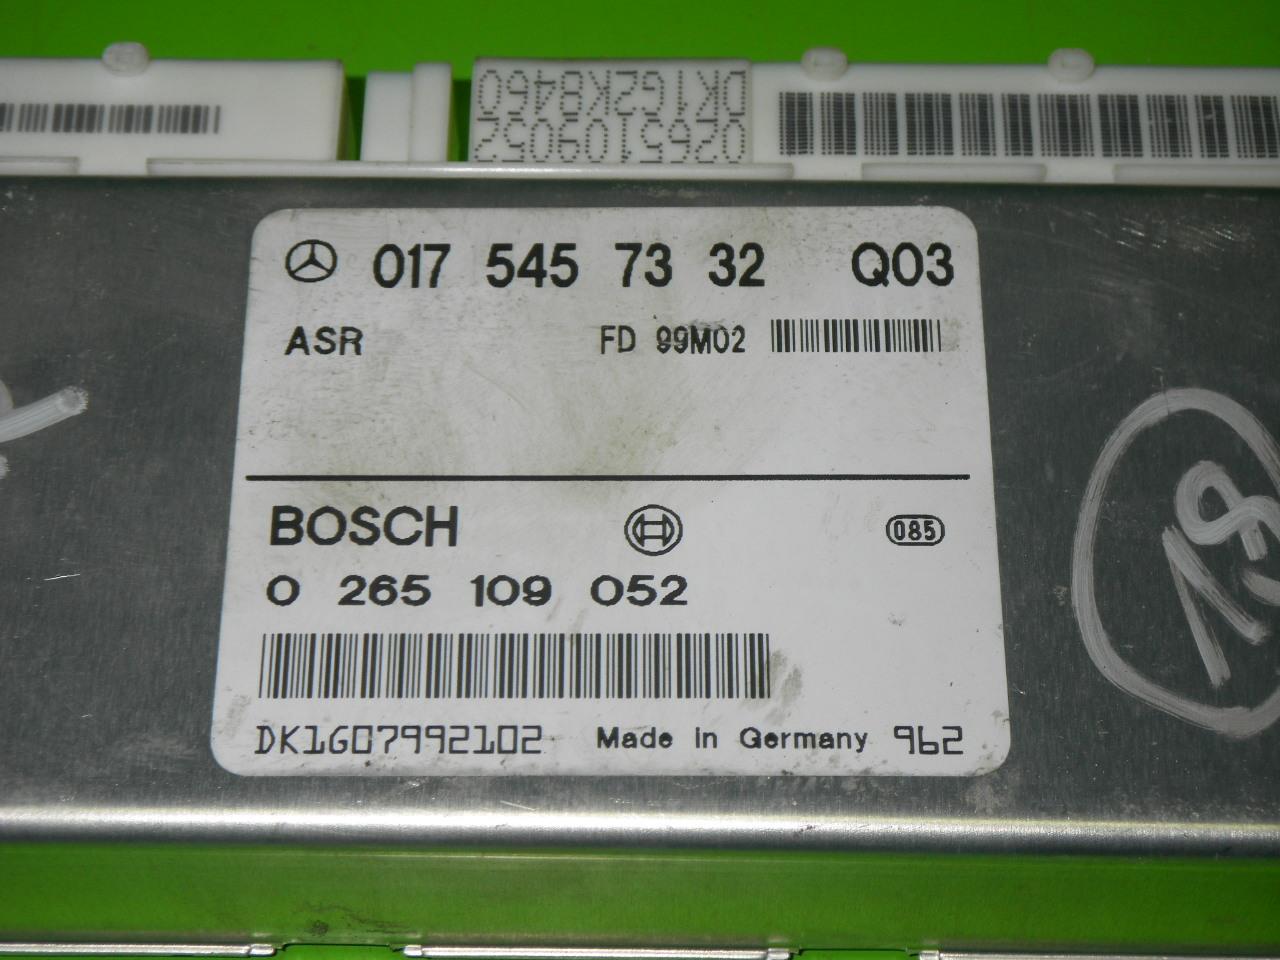 DK1G2K8460
0265109052
017 545 73 32 Q03
ASR FD 99M02
BOSCH 085
0 265 109 052
DK1G07992102 Made in Germany 962
18